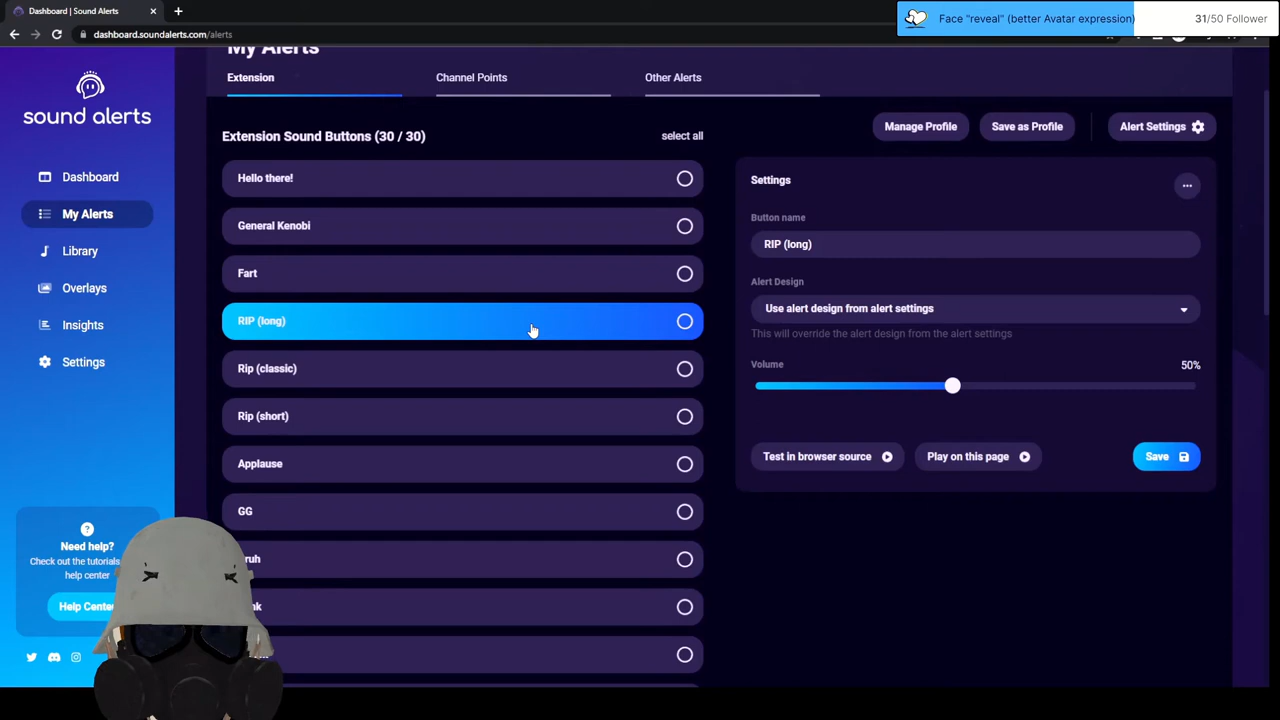 Dashboard | Sound Alerts
dashboard.soundalerts.com/alerts
Face "reveal" (better Avatar expression)
31/50 Follower
sound alerts
Dashboard
My Alerts
Library
Overlays
Insights
Settings
?
Need help?
Check out the tutorials
help center
Help Cente
My Alerts
Extension
Channel Points
Other Alerts
Extension Sound Buttons (30 / 30)
select all
Hello there!
General Kenobi
Fart
RIP (long)
Rip (classic)
Rip (short)
Applause
GG
ruh
nk
Manage Profile
Save as Profile
Alert Settings
Settings
Button name
RIP (long)
Alert Design
Use alert design from alert settings
This will override the alert design from the alert settings
Volume
50%
Test in browser source
Play on this page
Save